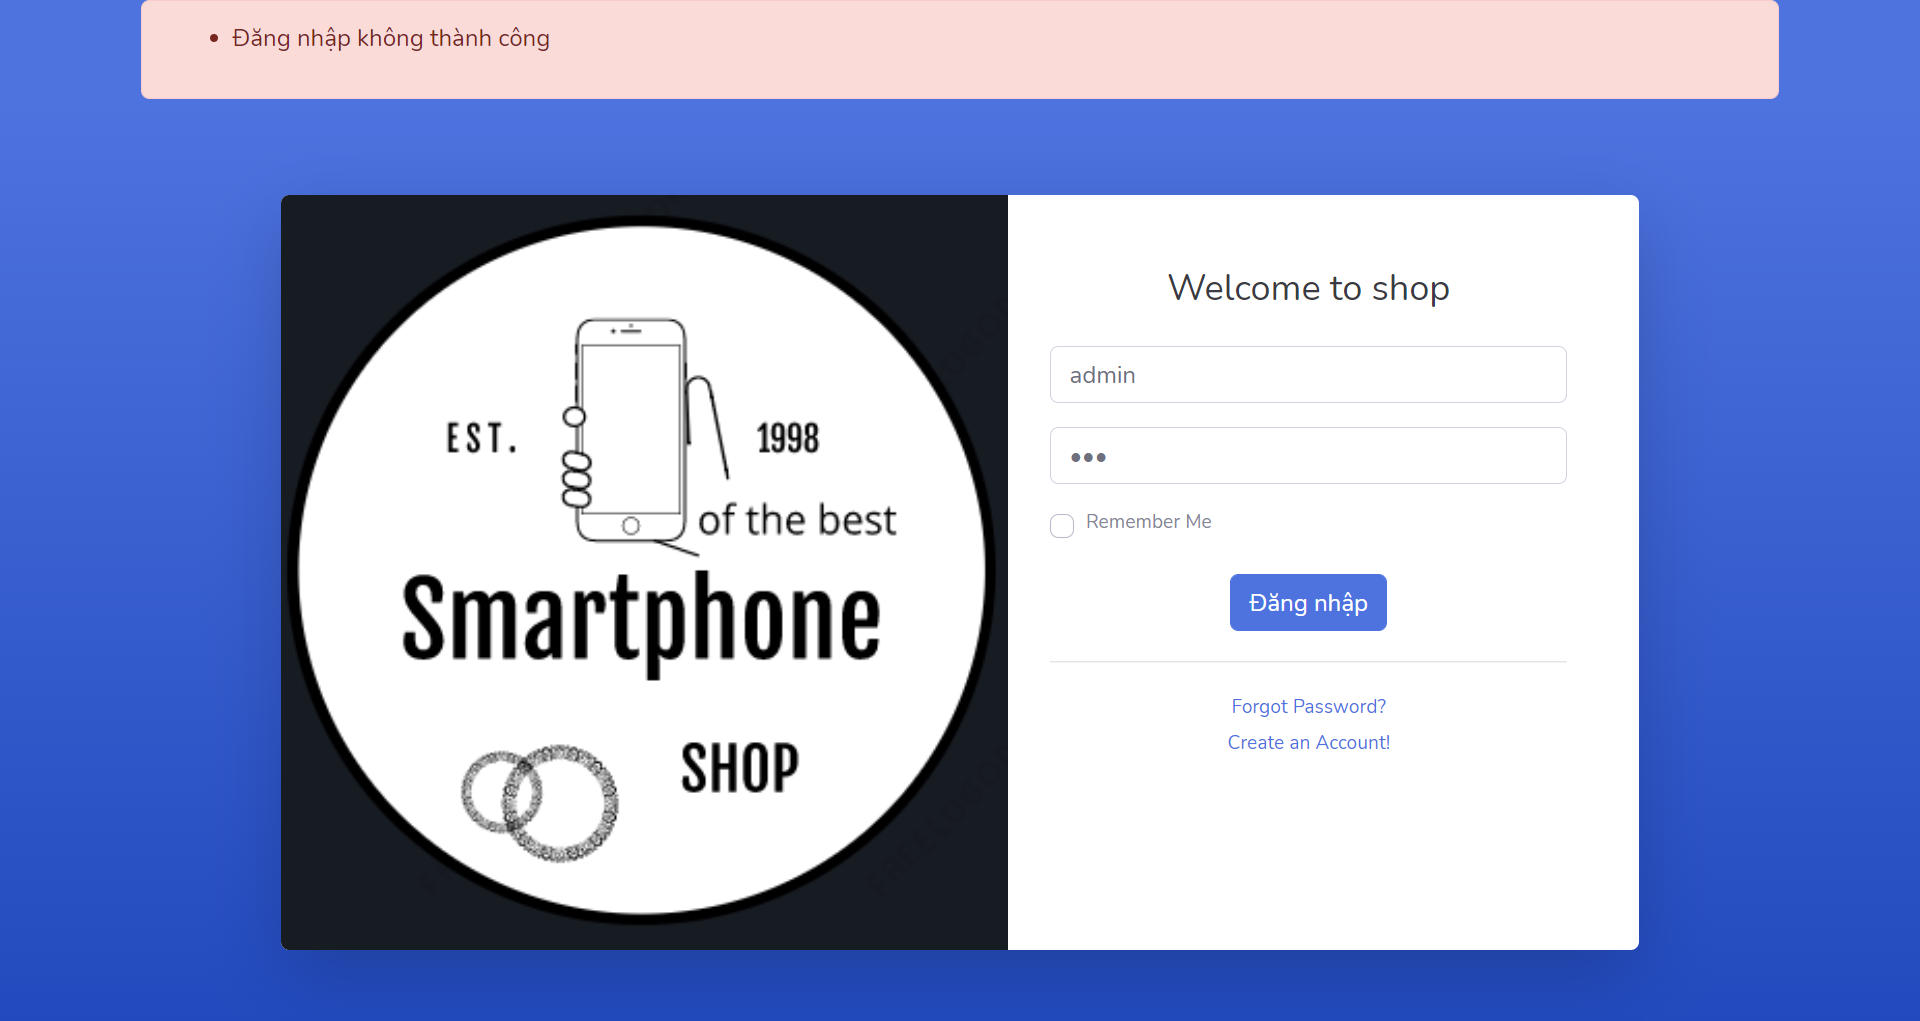 Đăng nhập không thành công
EST.
1998
of the best
Smartphone
SHOP
Welcome to shop
admin
•••
Remember Me
Đăng nhập
Forgot Password?
Create an Account!